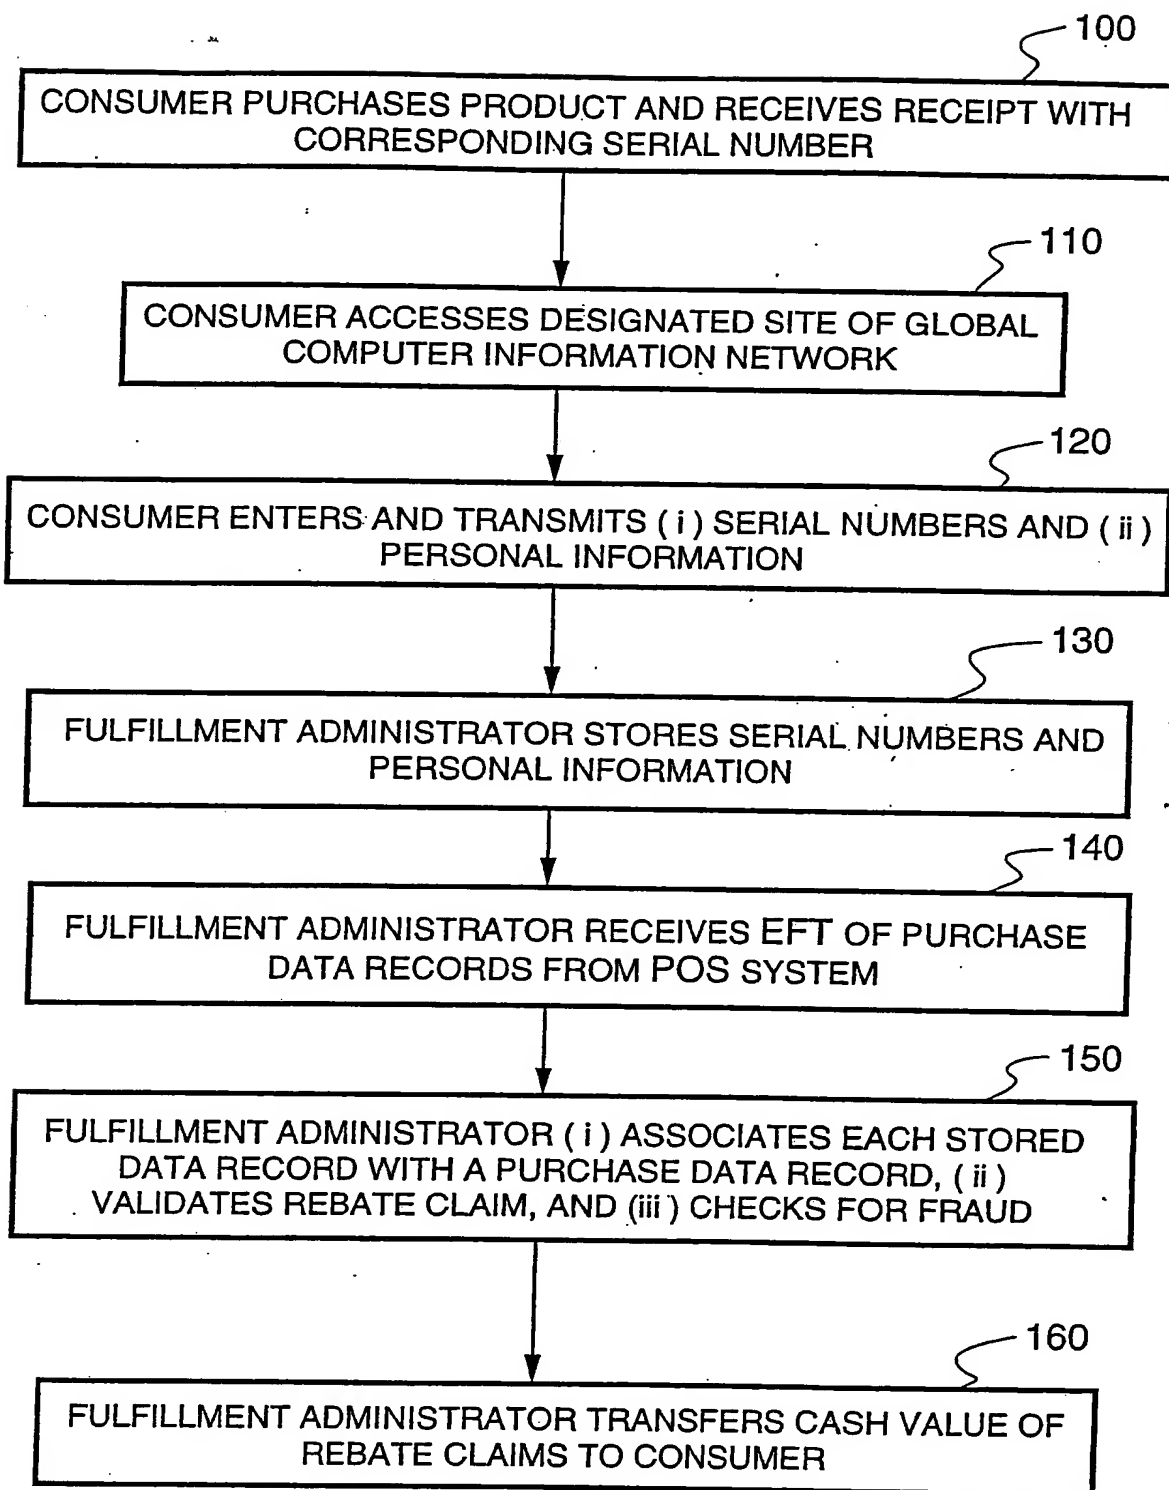 100
CONSUMER PURCHASES PRODUCT AND RECEIVES RECEIPT WITH
CORRESPONDING SERIAL NUMBER
110
CONSUMER ACCESSES DESIGNATED SITE OF GLOBAL
COMPUTER INFORMATION NETWORK
120
CONSUMER ENTERS AND TRANSMITS ( i ) SERIAL NUMBERS AND ( ii )
PERSONAL INFORMATION
130
FULFILLMENT ADMINISTRATOR STORES SERIAL NUMBERS AND
PERSONAL INFORMATION
140
FULFILLMENT ADMINISTRATOR RECEIVES EFT OF PURCHASE
DATA RECORDS FROM POS SYSTEM
150
FULFILLMENT ADMINISTRATOR ( i ) ASSOCIATES EACH STORED
DATA RECORD WITH A PURCHASE DATA RECORD, ( ii )
VALIDATES REBATE CLAIM, AND (iii ) CHECKS FOR FRAUD
160
FULFILLMENT ADMINISTRATOR TRANSFERS CASH VALUE OF
REBATE CLAIMS TO CONSUMER